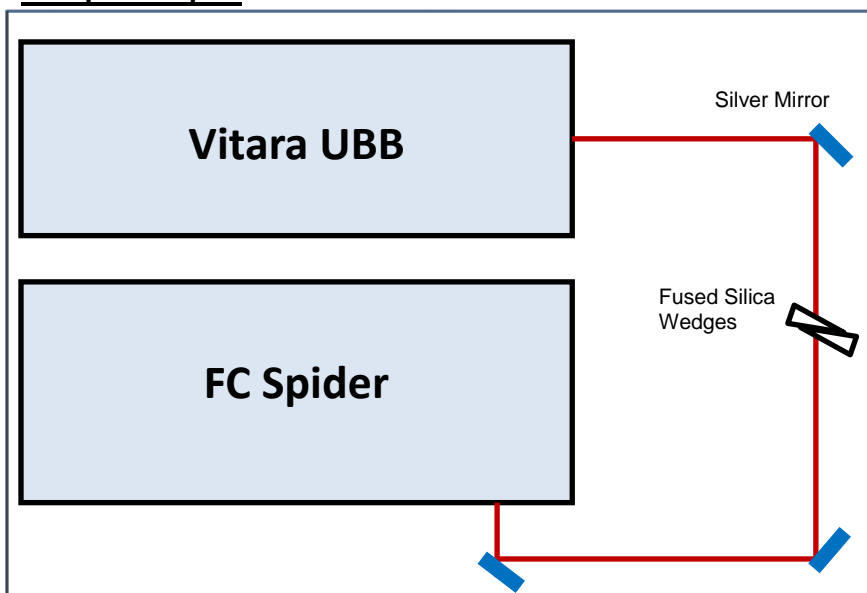 Vitara UBB
Silver Mirror
Fused Silica
Wedges
FC Spider